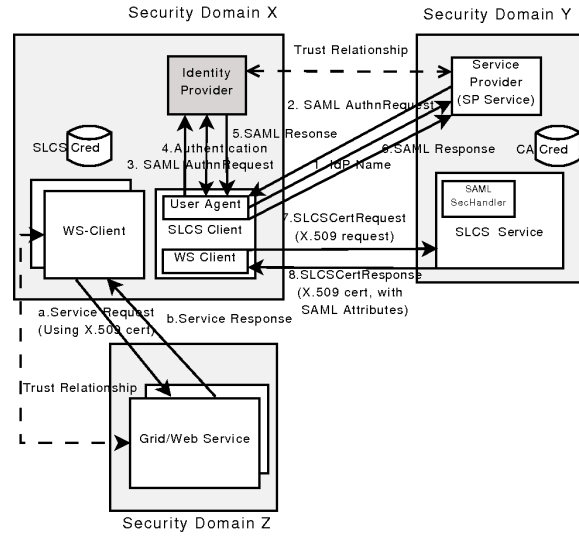 Security Domain X
Security Domain Y
Trust Relationship
Identity
Provider
Service
Provider
(SP Service)
2. SAML AuthnRequest
5.SAML Resonse
4.Authentication
3. SAML AuthnRequest
1. IdP Name
6.SAML Response
SLCS Cred
CA Cred
User Agent
SLCS Client
WS Client
WS-Client
SAML
SecHandler
SLCS Service
7.SLCSCertRequest
(X.509 request)
8.SLCSCertResponse
(X.509 cert, with
SAML Attributes)
a.Service Request
(Using X.509 cert)
b.Service Response
Trust Relationship
Grid/Web Service
Security Domain Z